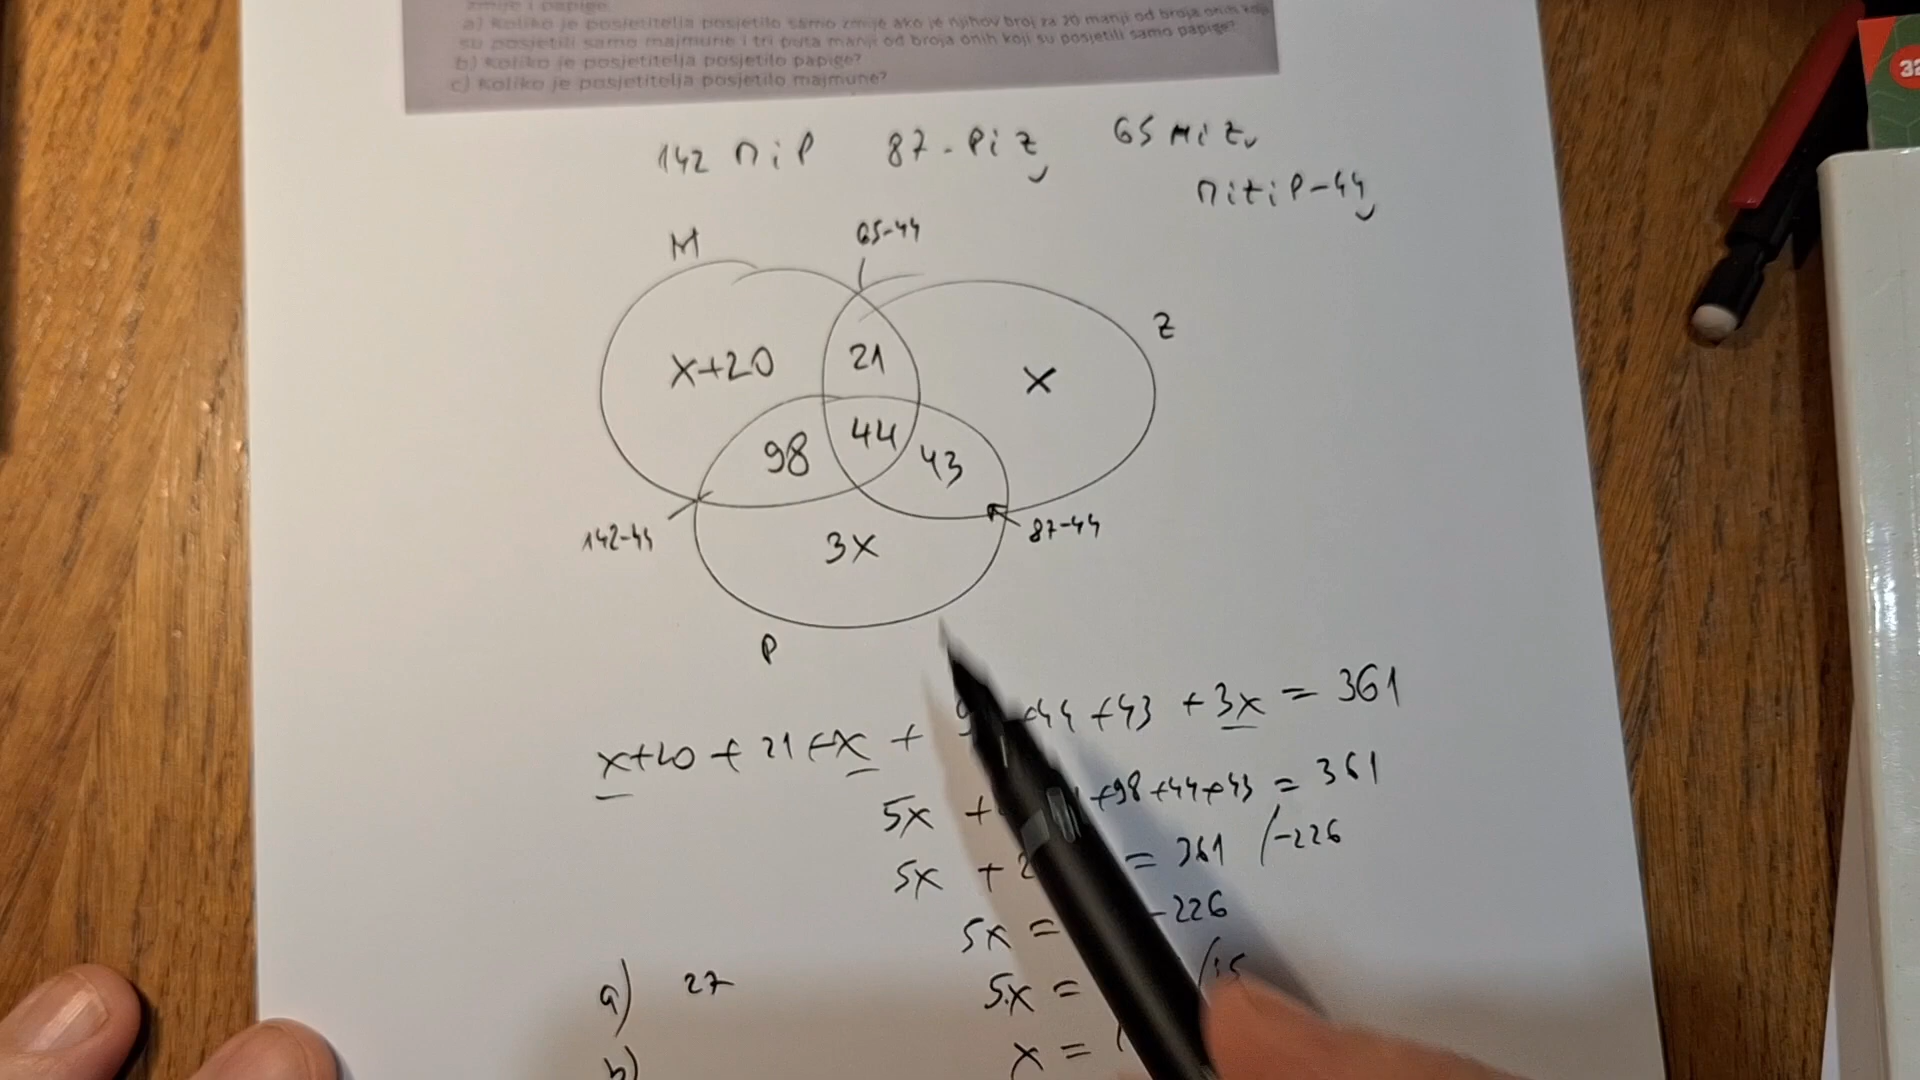 zmije i papige.
a) Koliko je posjetitelja posjetilo samo zmije ako je njihov broj za 20 manji od broja onih koji
su posjetili samo majmune i tri puta manji od broja onih koji su posjetili samo papige?
b) Koliko je posjetitelja posjetilo papige?
c) Koliko je posjetitelja posjetilo majmune?
142 M i P 87 - P i Z 65 M i Z
M i Z i P - 44
M 65-44
Z
x+20 21 x
98 44 43
142-44 3x 87-44
P
x+20 + 21 + x + 44 + 43 + 3x = 361
5x + +98+44+43 = 361
5x + 2 = 361 /-226
5x = -226
a) 27 5x =
b) x =
32